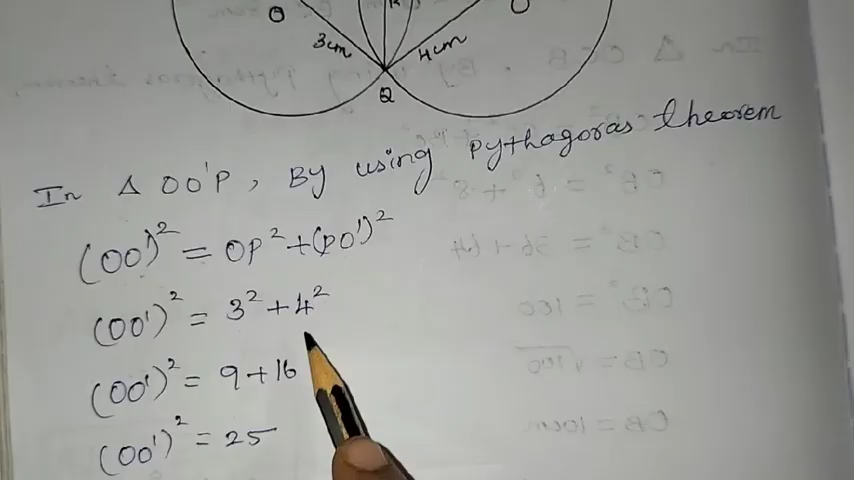 O R O'
3cm 4cm
Q
In △ OO'P, By using pythagoras theorem
(OO')² = OP² + (PO')²
(OO')² = 3² + 4²
(OO')² = 9 + 16
(OO')² = 25